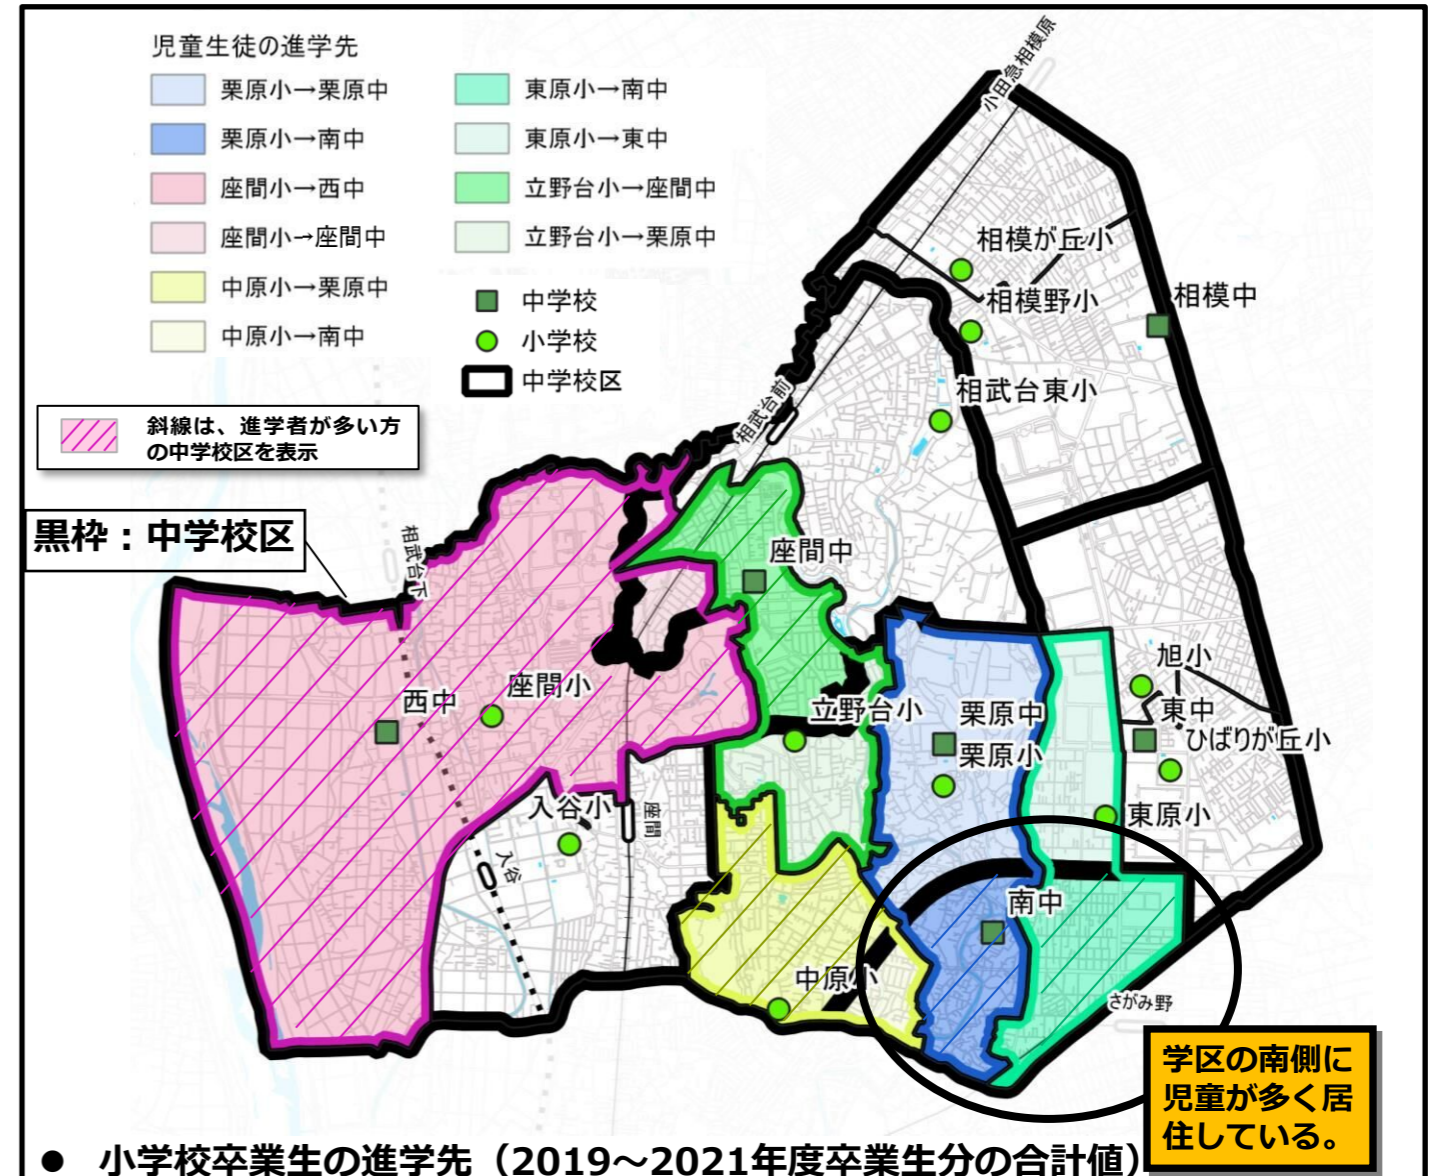 児童生徒の進学先
栗原小→栗原中
栗原小→南中
座間小→西中
座間小→座間中
中原小→栗原中
中原小→南中
東原小→南中
東原小→東中
立野台小→座間中
立野台小→栗原中
中学校
小学校
中学校区
斜線は、進学者が多い方
の中学校区を表示
黒枠：中学校区
小田急相模原
相模が丘小
相模野小
相模中
相武台東小
相武台前
相武台下
座間中
西中
座間小
立野台小
栗原中
栗原小
旭小
東中
ひばりが丘小
東原小
入谷小
座間
入谷
南中
中原小
さがみ野
学区の南側に
児童が多く居
住している。
● 小学校卒業生の進学先（2019～2021年度卒業生分の合計値）